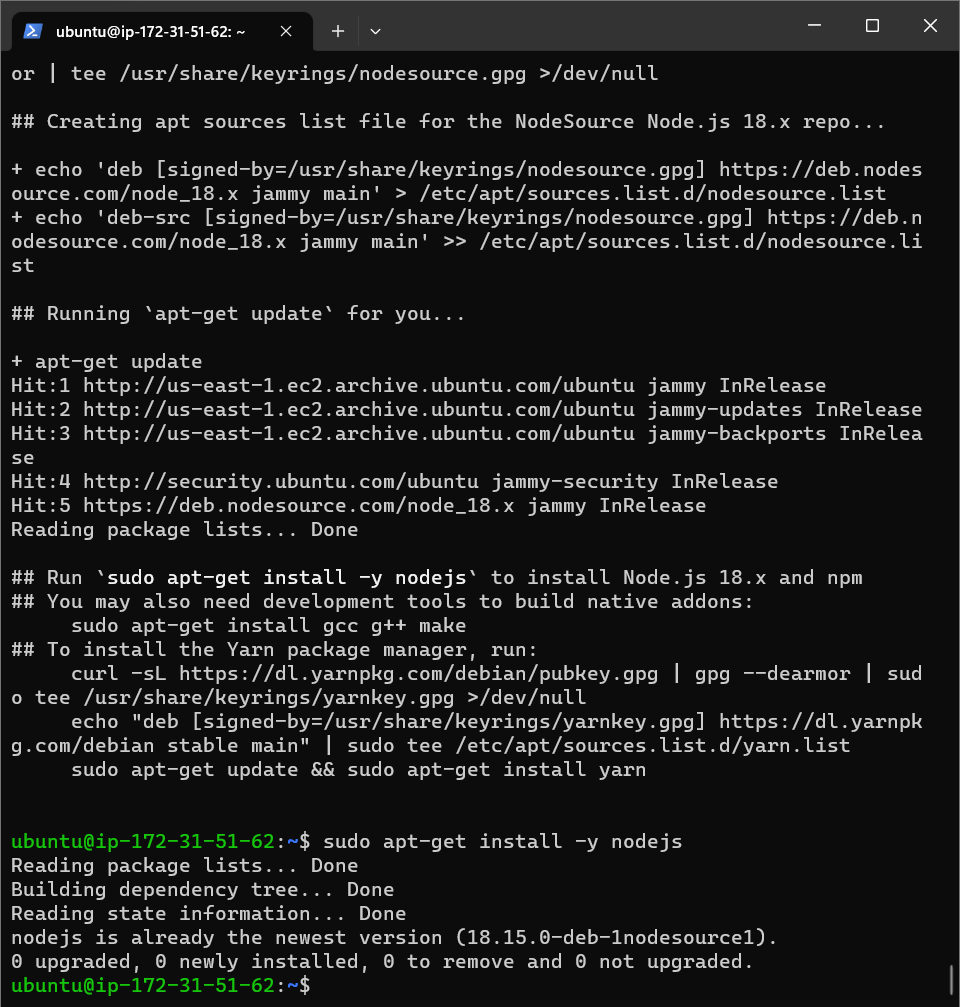 ubuntu@ip-172-31-51-62: ~
or | tee /usr/share/keyrings/nodesource.gpg >/dev/null
## Creating apt sources list file for the NodeSource Node.js 18.x repo...
+ echo 'deb [signed-by=/usr/share/keyrings/nodesource.gpg] https://deb.nodes
ource.com/node_18.x jammy main' > /etc/apt/sources.list.d/nodesource.list
+ echo 'deb-src [signed-by=/usr/share/keyrings/nodesource.gpg] https://deb.n
odesource.com/node_18.x jammy main' >> /etc/apt/sources.list.d/nodesource.li
st
## Running `apt-get update` for you...
+ apt-get update
Hit:1 http://us-east-1.ec2.archive.ubuntu.com/ubuntu jammy InRelease
Hit:2 http://us-east-1.ec2.archive.ubuntu.com/ubuntu jammy-updates InRelease
Hit:3 http://us-east-1.ec2.archive.ubuntu.com/ubuntu jammy-backports InRelea
se
Hit:4 http://security.ubuntu.com/ubuntu jammy-security InRelease
Hit:5 https://deb.nodesource.com/node_18.x jammy InRelease
Reading package lists... Done
## Run `sudo apt-get install -y nodejs` to install Node.js 18.x and npm
## You may also need development tools to build native addons:
     sudo apt-get install gcc g++ make
## To install the Yarn package manager, run:
     curl -sL https://dl.yarnpkg.com/debian/pubkey.gpg | gpg --dearmor | sud
o tee /usr/share/keyrings/yarnkey.gpg >/dev/null
     echo "deb [signed-by=/usr/share/keyrings/yarnkey.gpg] https://dl.yarnpk
g.com/debian stable main" | sudo tee /etc/apt/sources.list.d/yarn.list
     sudo apt-get update && sudo apt-get install yarn
ubuntu@ip-172-31-51-62:~$ sudo apt-get install -y nodejs
Reading package lists... Done
Building dependency tree... Done
Reading state information... Done
nodejs is already the newest version (18.15.0-deb-1nodesource1).
0 upgraded, 0 newly installed, 0 to remove and 0 not upgraded.
ubuntu@ip-172-31-51-62:~$